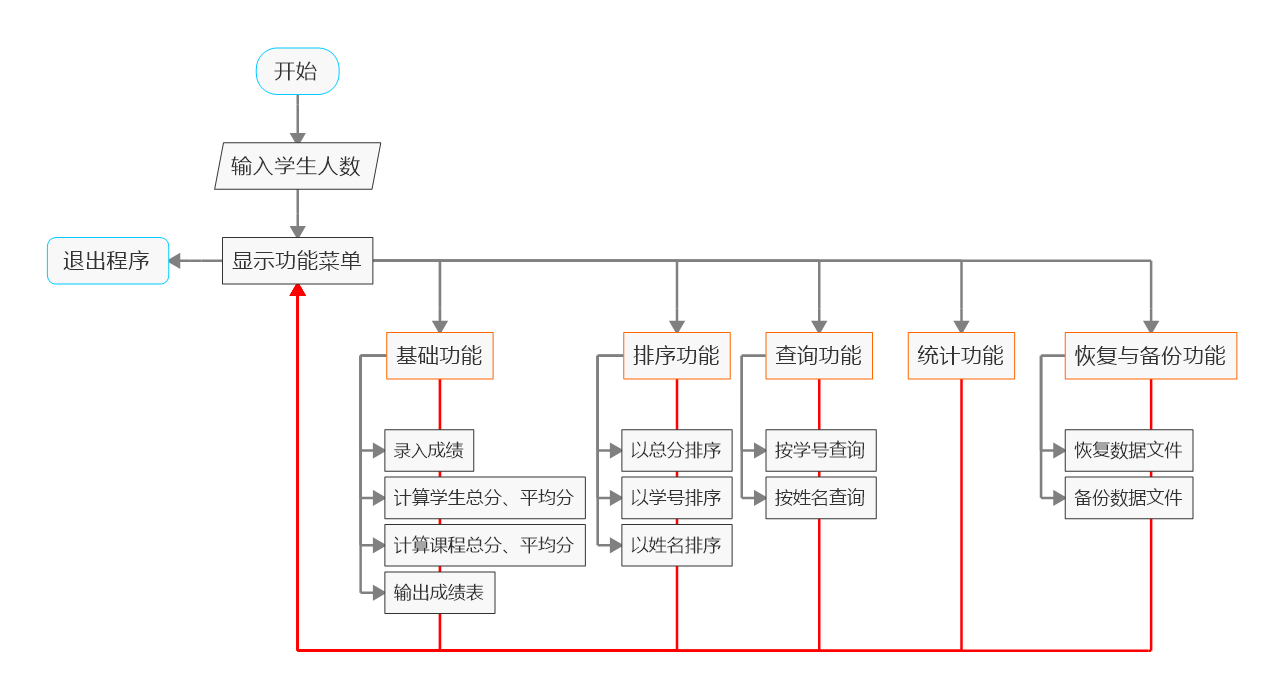 开始
输入学生人数
退出程序
显示功能菜单
基础功能
排序功能
查询功能
统计功能
恢复与备份功能
录入成绩
计算学生总分、平均分
计算课程总分、平均分
输出成绩表
以总分排序
以学号排序
以姓名排序
按学号查询
按姓名查询
恢复数据文件
备份数据文件